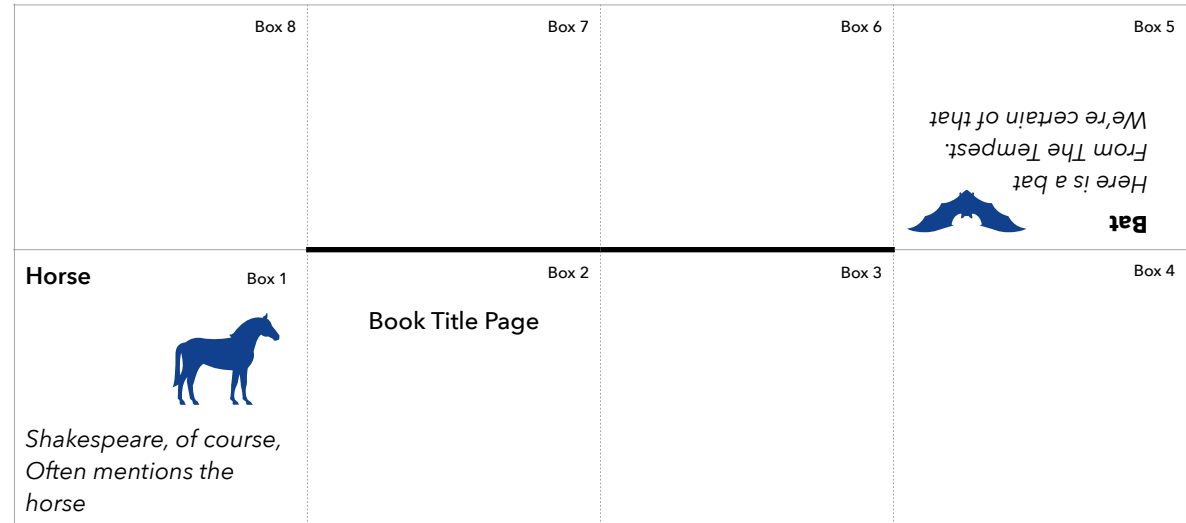 Box 8
Box 7
Box 6
Box 5
Bat
Here is a bat
From The Tempest.
We're certain of that
Horse
Box 1
Shakespeare, of course,
Often mentions the
horse
Box 2
Book Title Page
Box 3
Box 4